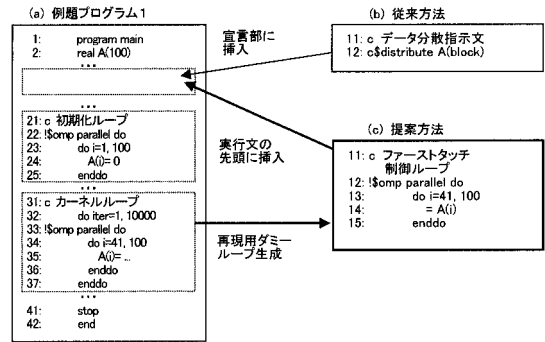 (a) 例題プログラム1
1: program main
2: real A(100)
...
...
21: c 初期化ループ
22: !$omp parallel do
23: do i=1, 100
24: A(i)= 0
25: enddo
...
31: c カーネルループ
32: do iter=1, 10000
33: !$omp parallel do
34: do i=41, 100
35: A(i)= ...
36: enddo
37: enddo
...
41: stop
42: end
宣言部に
挿入
実行文の
先頭に挿入
再現用ダミー
ループ生成
(b) 従来方法
11: c データ分散指示文
12: c$distribute A(block)
(c) 提案方法
11: c ファーストタッチ
制御ループ
12: !$omp parallel do
13: do i=41, 100
14: = A(i)
15: enddo